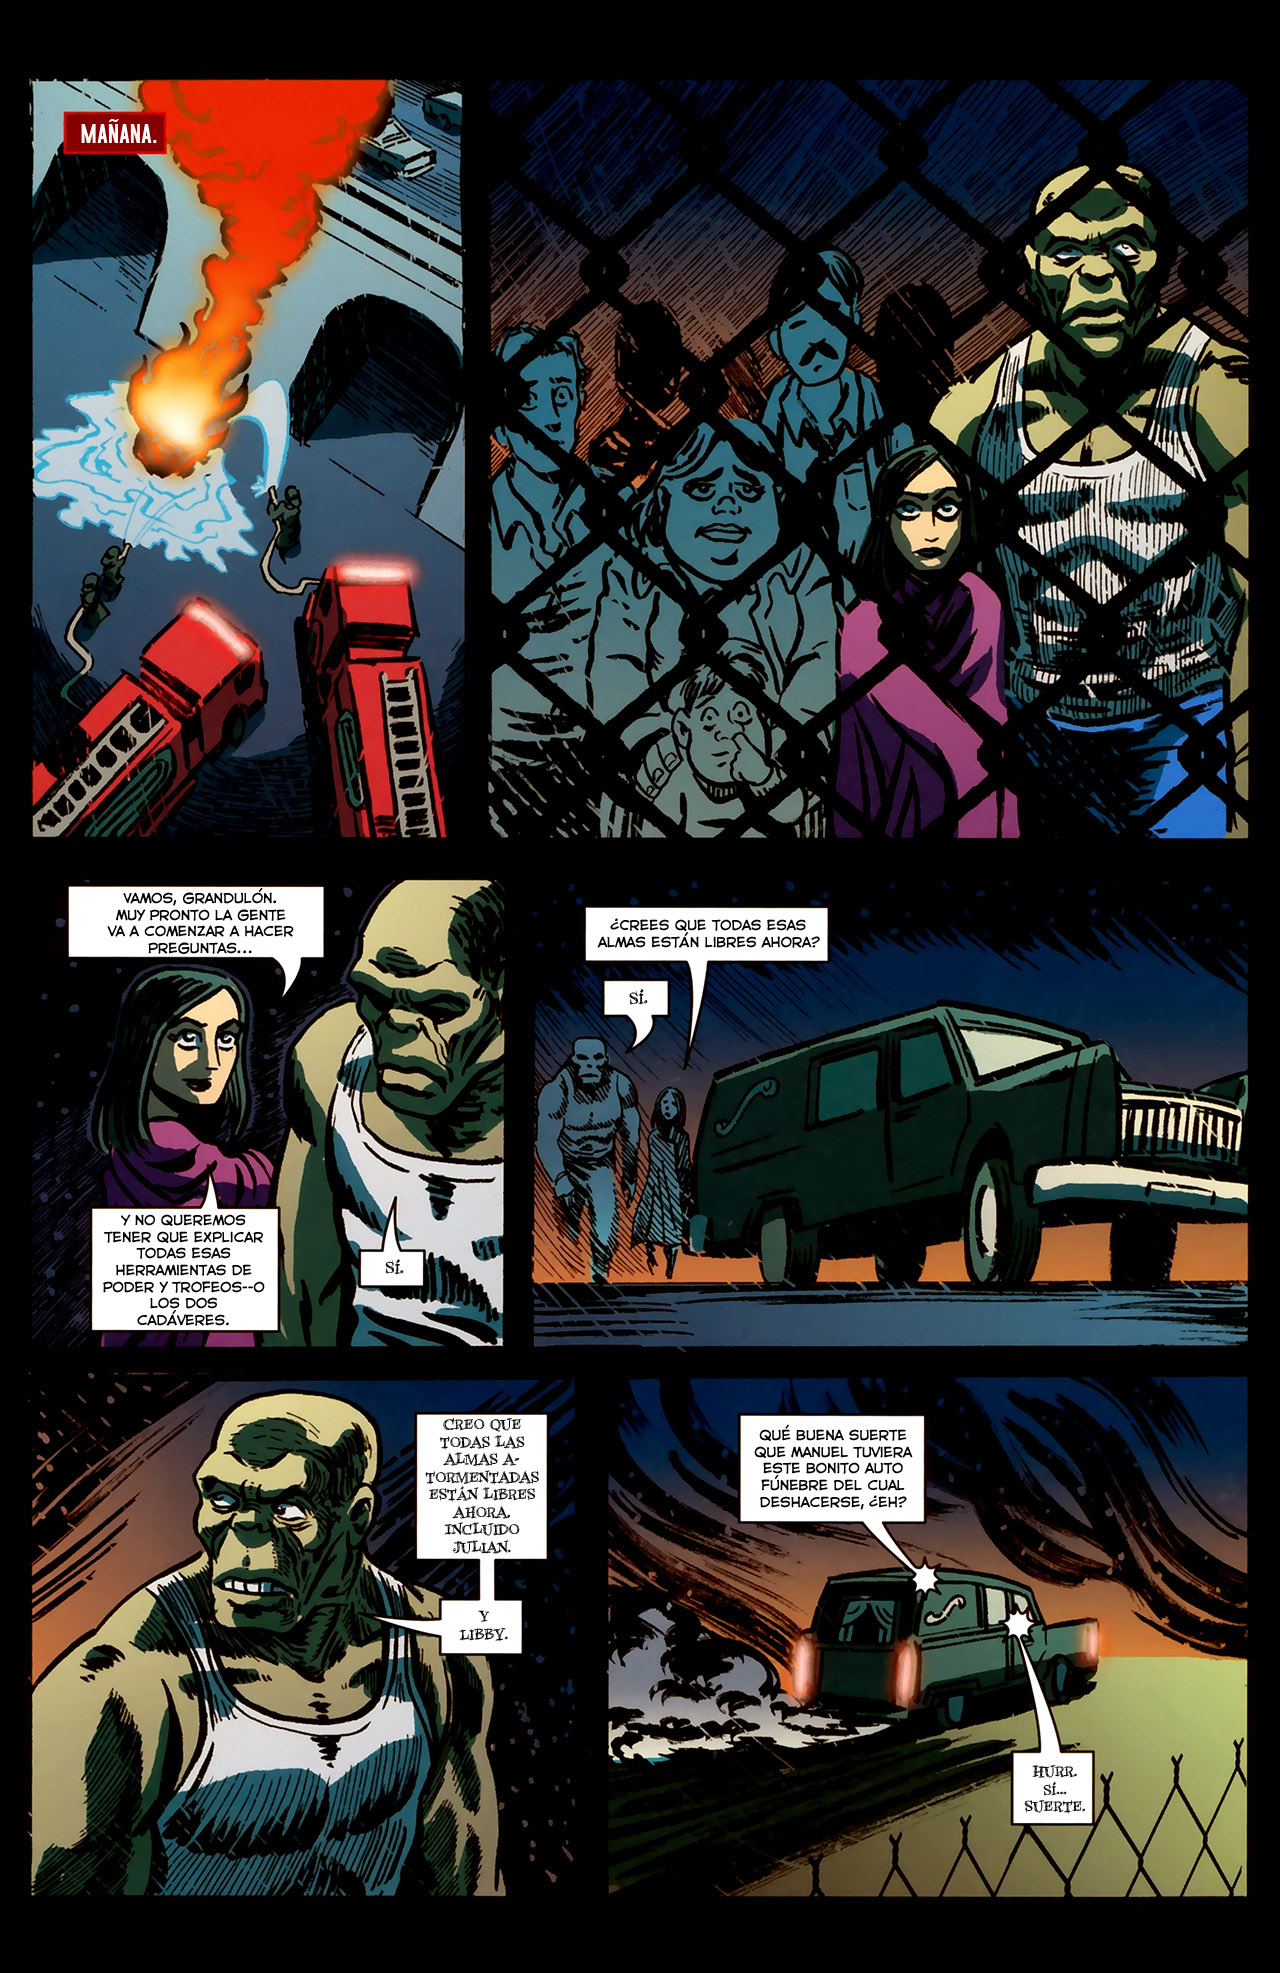 MAÑANA.
VAMOS, GRANDULÓN.
MUY PRONTO LA GENTE
VA A COMENZAR A HACER
PREGUNTAS...
Y NO QUEREMOS
TENER QUE EXPLICAR
TODAS ESAS
HERRAMIENTAS DE
PODER Y TROFEOS--O
LOS DOS
CADÁVERES.
SÍ.
¿CREES QUE TODAS ESAS
ALMAS ESTÁN LIBRES AHORA?
SÍ.
CREO QUE
TODAS LAS
ALMAS A-
TORMENTADAS
ESTÁN LIBRES
AHORA,
INCLUIDO
JULIAN.
Y
LIBBY.
QUÉ BUENA SUERTE
QUE MANUEL TUVIERA
ESTE BONITO AUTO
FÚNEBRE DEL CUAL
DESHACERSE, ¿EH?
HURR.
SÍ...
SUERTE.